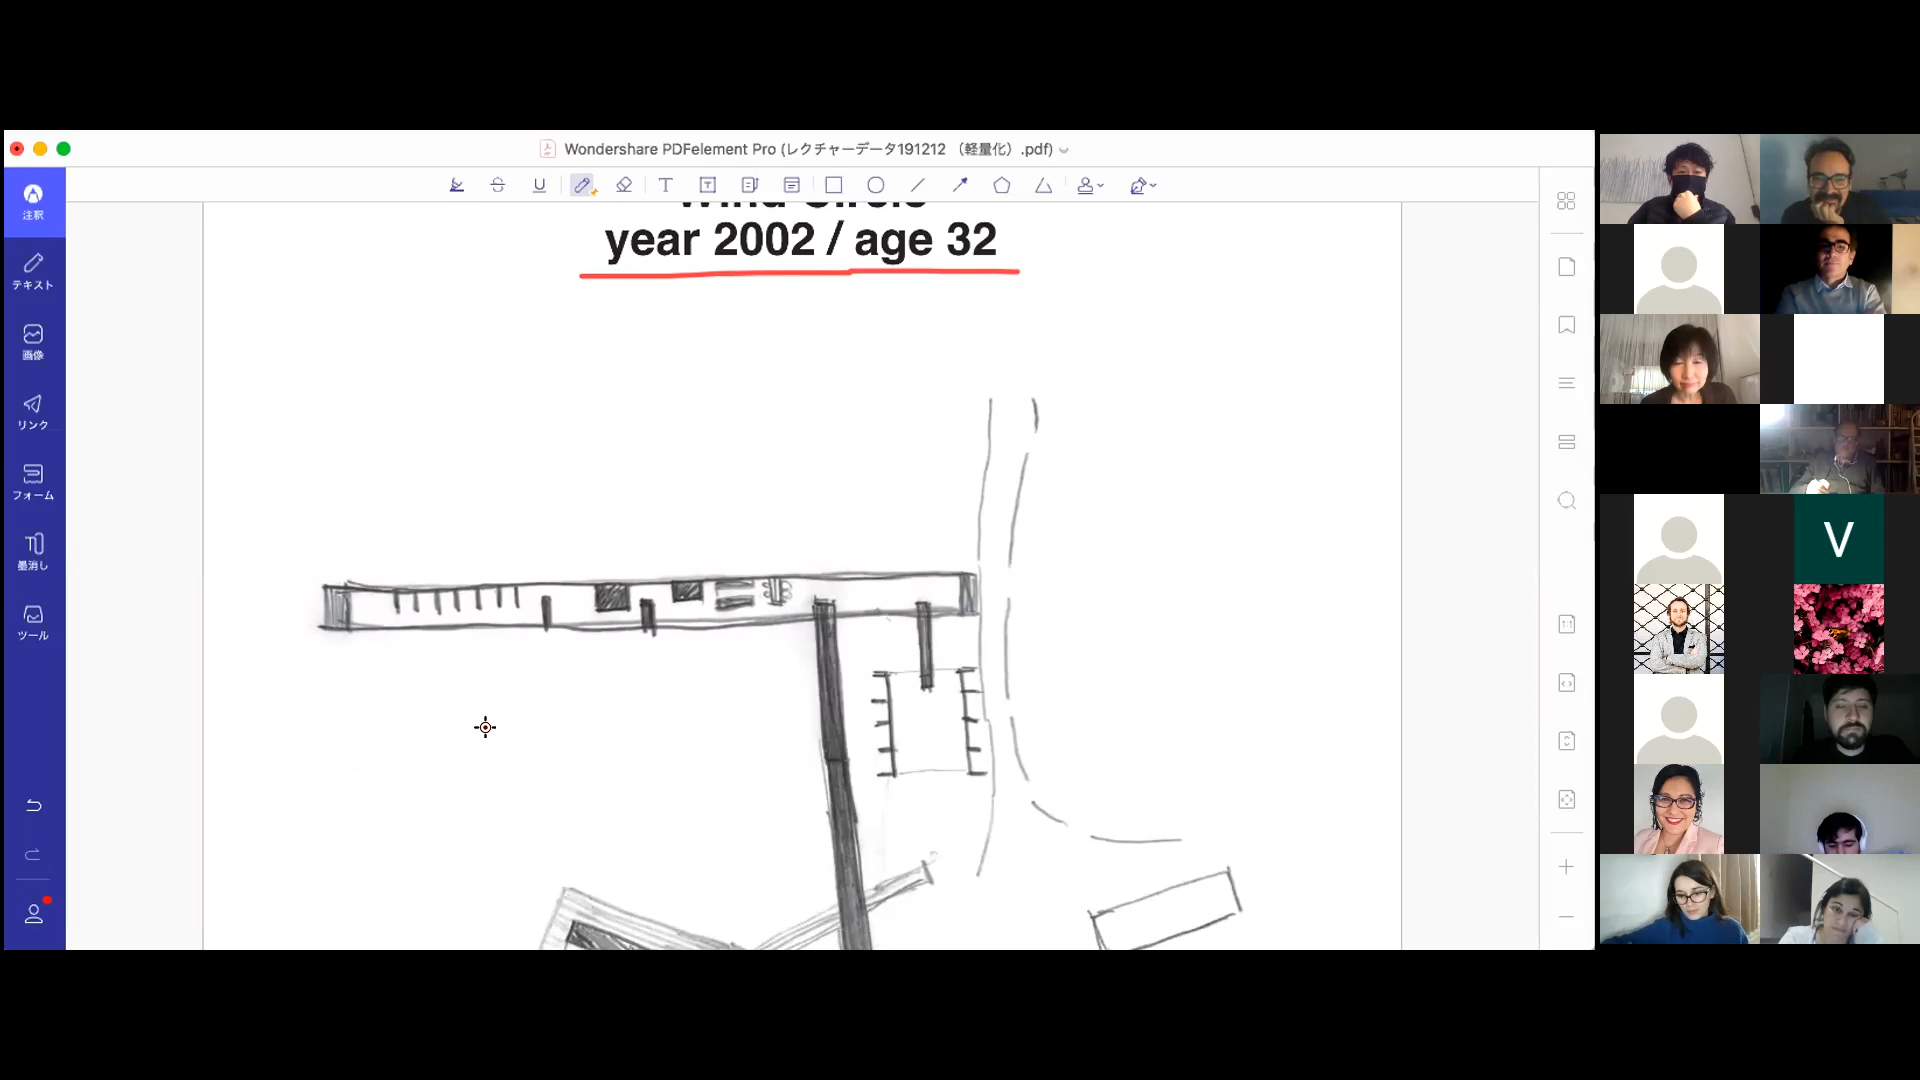 Wondershare PDFelement Pro (レクチャーデータ191212 （軽量化）.pdf)
注釈
テキスト
画像
リンク
フォーム
墨消し
ツール
Wind Circle
year 2002 / age 32
V